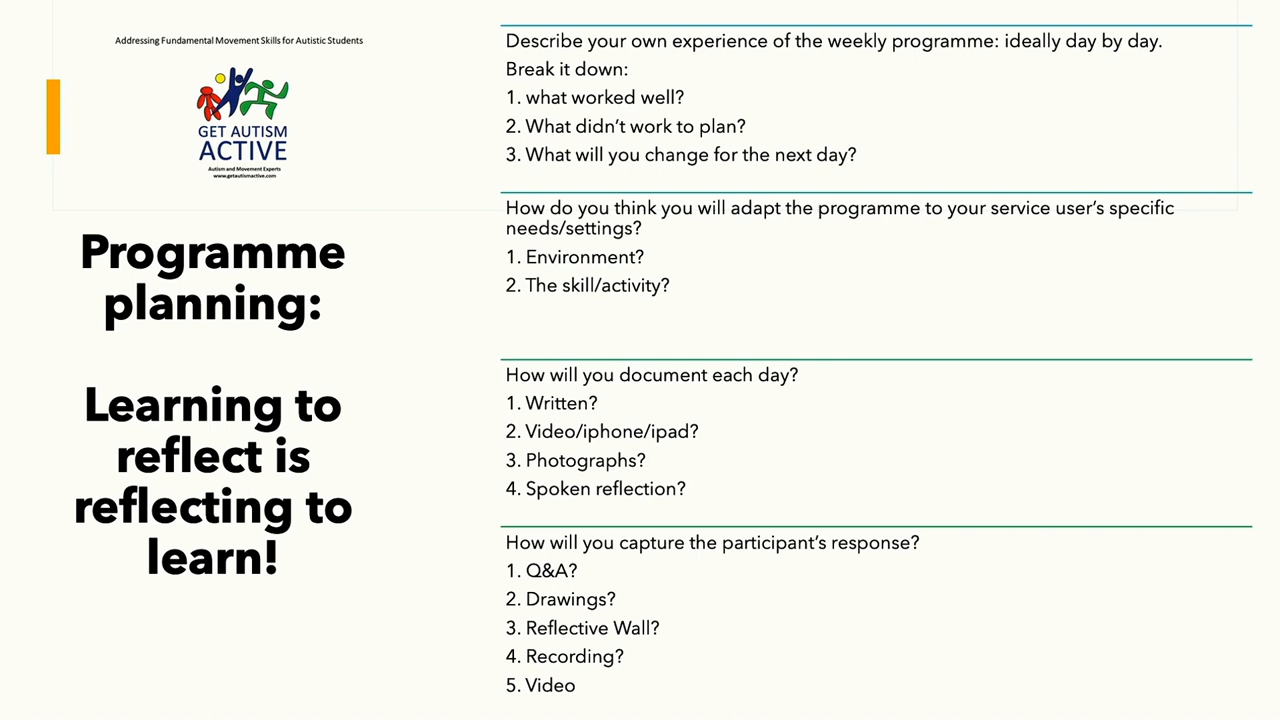 Addressing Fundamental Movement Skills for Autistic Students
GET AUTISM
ACTIVE
Autism and Movement Experts
www.getautismactive.com
Programme
planning:
Learning to
reflect is
reflecting to
learn!
Describe your own experience of the weekly programme: ideally day by day.
Break it down:
1. what worked well?
2. What didn't work to plan?
3. What will you change for the next day?
How do you think you will adapt the programme to your service user's specific
needs/settings?
1. Environment?
2. The skill/activity?
How will you document each day?
1. Written?
2. Video/iphone/ipad?
3. Photographs?
4. Spoken reflection?
How will you capture the participant's response?
1. Q&A?
2. Drawings?
3. Reflective Wall?
4. Recording?
5. Video